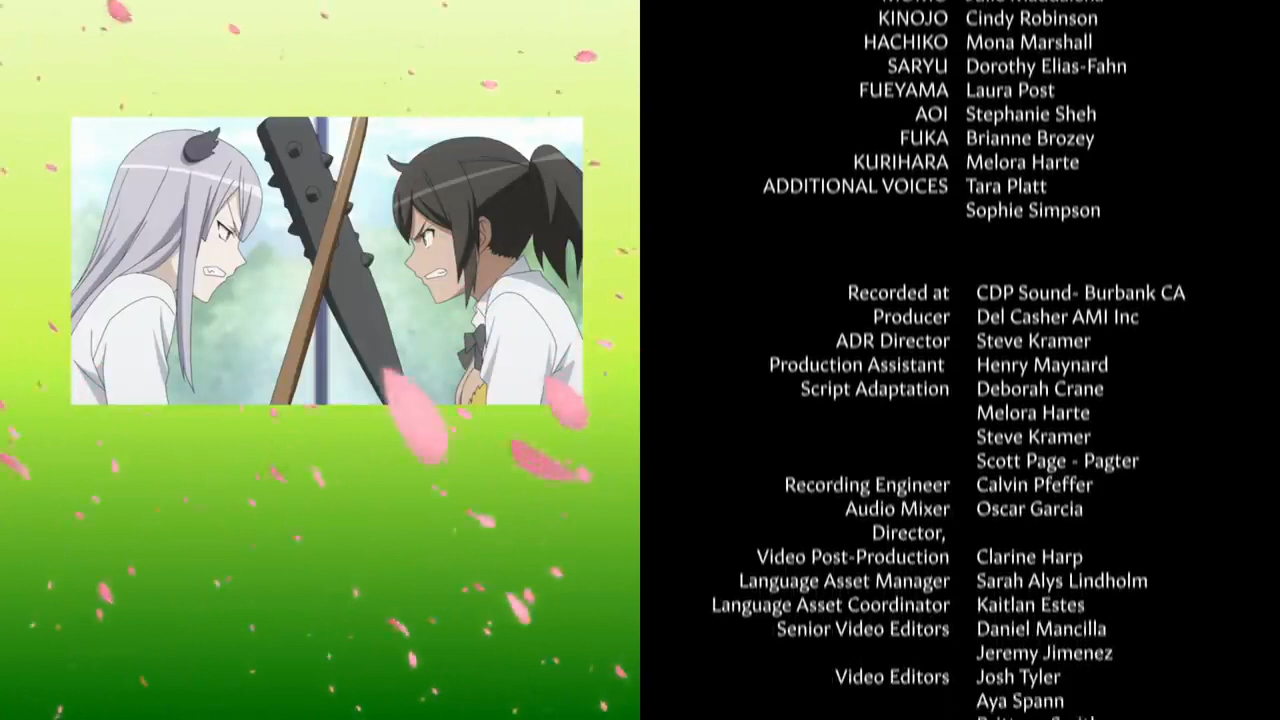 KINOJO Cindy Robinson
HACHIKO Mona Marshall
SARYU Dorothy Elias-Fahn
FUEYAMA Laura Post
AOI Stephanie Sheh
FUKA Brianne Brozey
KURIHARA Melora Harte
ADDITIONAL VOICES Tara Platt
Sophie Simpson
Recorded at CDP Sound- Burbank CA
Producer Del Casher AMI Inc
ADR Director Steve Kramer
Production Assistant Henry Maynard
Script Adaptation Deborah Crane
Melora Harte
Steve Kramer
Scott Page - Pagter
Recording Engineer Calvin Pfeffer
Audio Mixer Oscar Garcia
Director,
Video Post-Production Clarine Harp
Language Asset Manager Sarah Alys Lindholm
Language Asset Coordinator Kaitlan Estes
Senior Video Editors Daniel Mancilla
Jeremy Jimenez
Video Editors Josh Tyler
Aya Spann